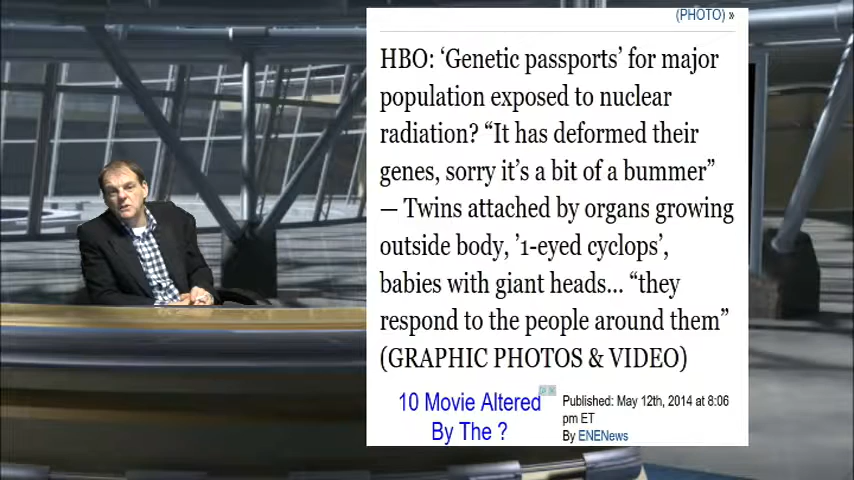 (PHOTO) »
HBO: ‘Genetic passports’ for major
population exposed to nuclear
radiation? “It has deformed their
genes, sorry it’s a bit of a bummer”
— Twins attached by organs growing
outside body, ’1-eyed cyclops’,
babies with giant heads... “they
respond to the people around them”
(GRAPHIC PHOTOS & VIDEO)
10 Movie Altered
By The ?
Published: May 12th, 2014 at 8:06
pm ET
By ENENews